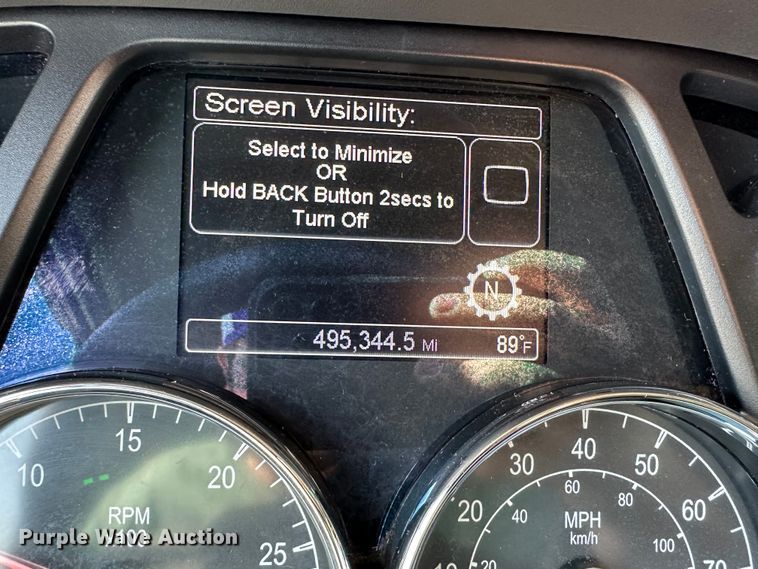 Screen Visibility:
Select to Minimize
OR
Hold BACK Button 2secs to
Turn Off
N
495,344.5 Mi 89°F
10 15 20 25
RPM
20 30 40 50 60 70
20 40 60 80 100
MPH
km/h
Purple Wave Auction